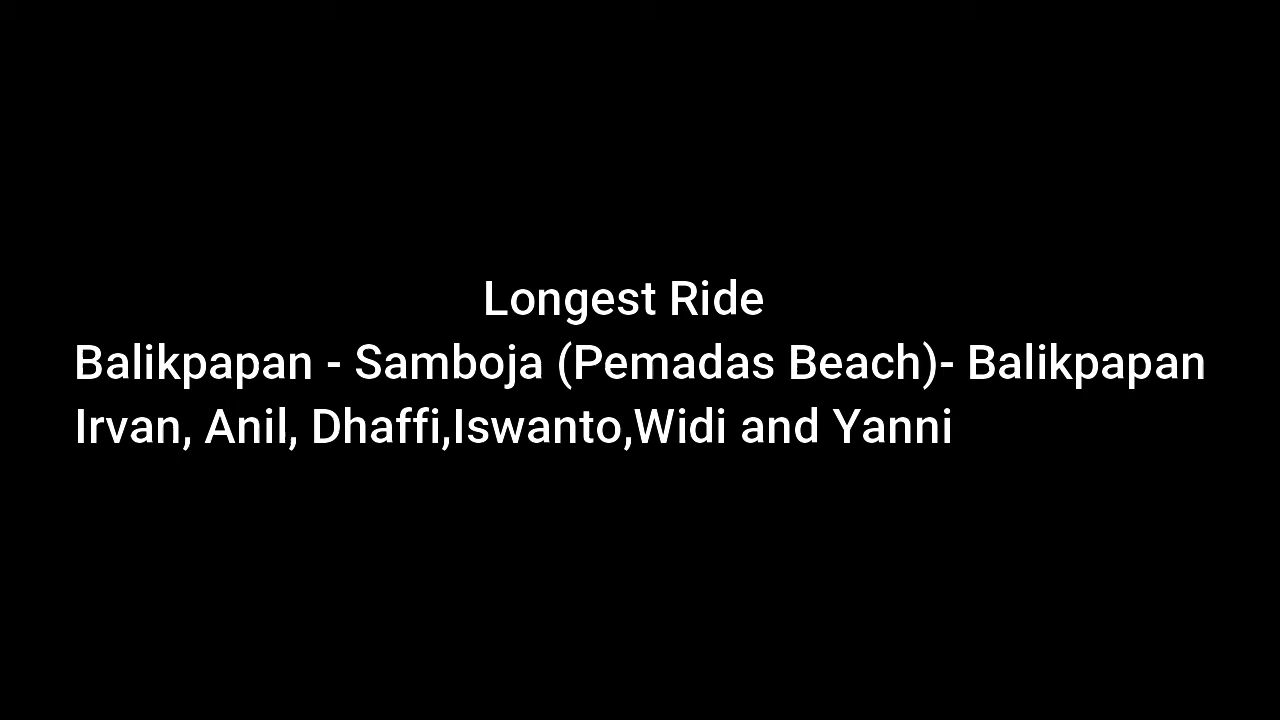 Longest Ride
Balikpapan - Samboja (Pemadas Beach)- Balikpapan
Irvan, Anil, Dhaffi,Iswanto,Widi and Yanni